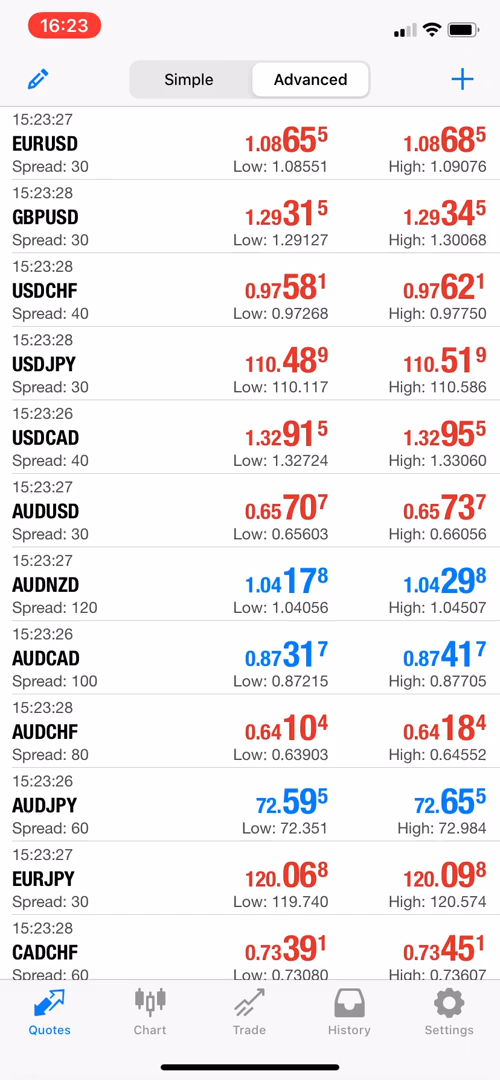 16:23
Simple Advanced
15:23:27
EURUSD 1.08655 1.08685
Spread: 30 Low: 1.08551 High: 1.09076
15:23:28
GBPUSD 1.29315 1.29345
Spread: 30 Low: 1.29127 High: 1.30068
15:23:28
USDCHF 0.97581 0.97621
Spread: 40 Low: 0.97268 High: 0.97750
15:23:28
USDJPY 110.489 110.519
Spread: 30 Low: 110.117 High: 110.586
15:23:26
USDCAD 1.32915 1.32955
Spread: 40 Low: 1.32724 High: 1.33060
15:23:27
AUDUSD 0.65707 0.65737
Spread: 30 Low: 0.65603 High: 0.66056
15:23:27
AUDNZD 1.04178 1.04298
Spread: 120 Low: 1.04056 High: 1.04507
15:23:26
AUDCAD 0.87317 0.87417
Spread: 100 Low: 0.87215 High: 0.87705
15:23:28
AUDCHF 0.64104 0.64184
Spread: 80 Low: 0.63903 High: 0.64552
15:23:26
AUDJPY 72.595 72.655
Spread: 60 Low: 72.351 High: 72.984
15:23:27
EURJPY 120.068 120.098
Spread: 30 Low: 119.740 High: 120.574
15:23:28
CADCHF 0.73391 0.73451
Spread: 60 Low: 0.73080 High: 0.73607
Quotes Chart Trade History Settings